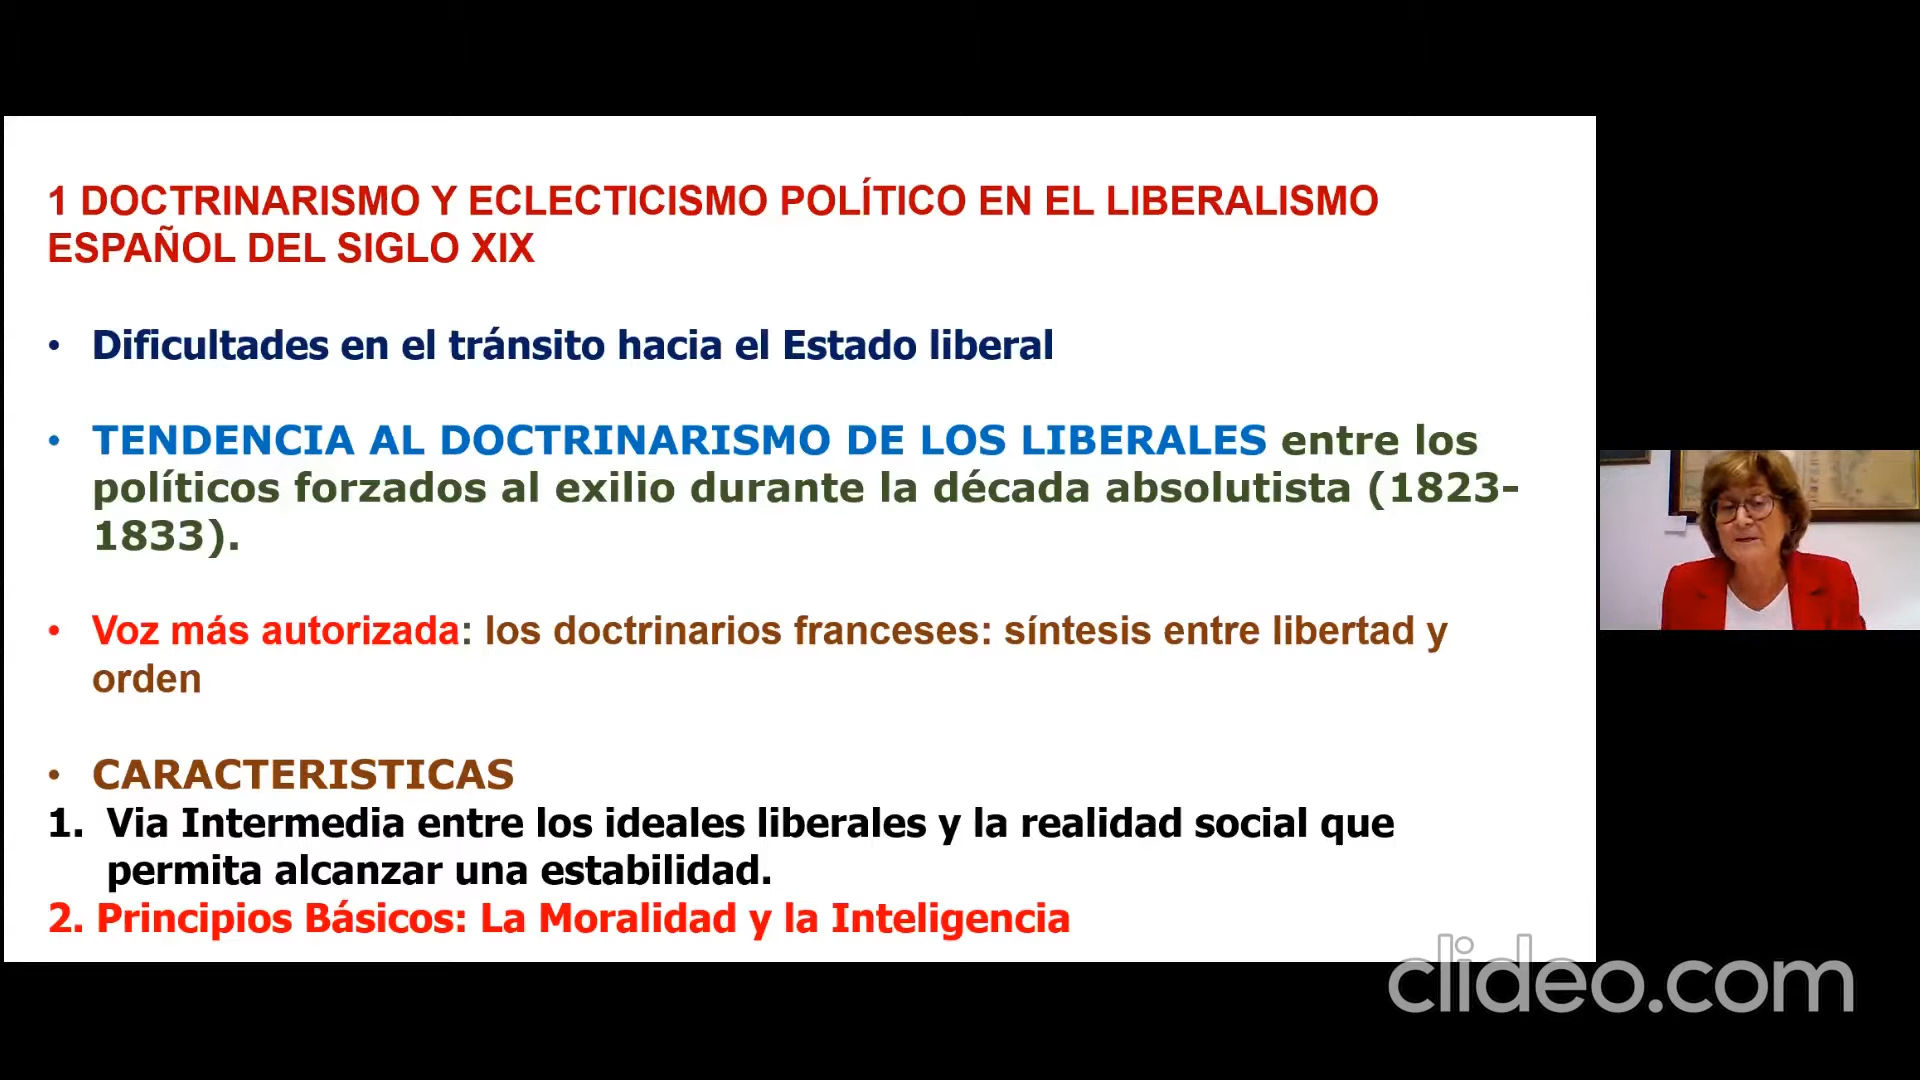 1 DOCTRINARISMO Y ECLECTICISMO POLÍTICO EN EL LIBERALISMO
ESPAÑOL DEL SIGLO XIX
• Dificultades en el tránsito hacia el Estado liberal
• TENDENCIA AL DOCTRINARISMO DE LOS LIBERALES entre los
políticos forzados al exilio durante la década absolutista (1823-
1833).
• Voz más autorizada: los doctrinarios franceses: síntesis entre libertad y
orden
• CARACTERISTICAS
1. Via Intermedia entre los ideales liberales y la realidad social que
permita alcanzar una estabilidad.
2. Principios Básicos: La Moralidad y la Inteligencia
clideo.com